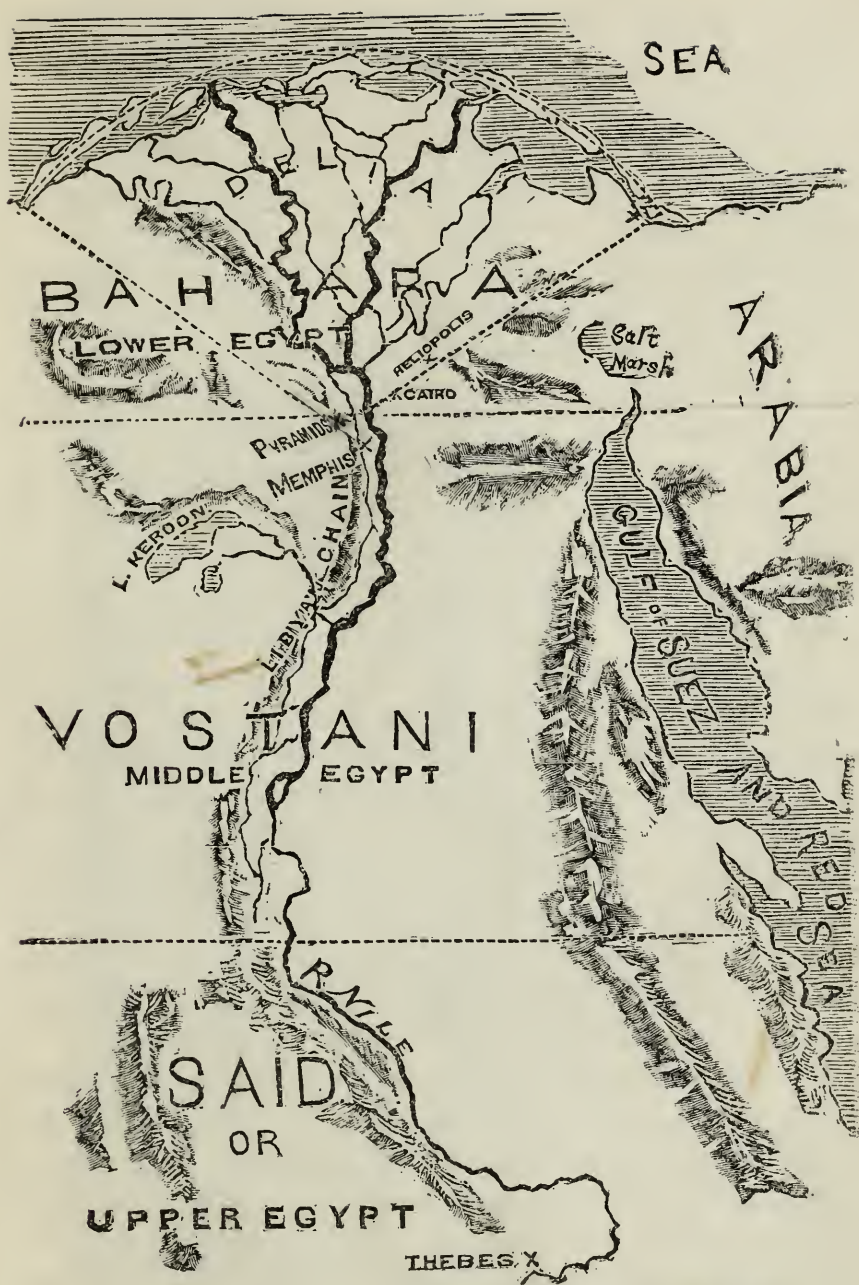 SEA
DELTA
BAHARA
LOWER EGYPT
HELIOPOLIS
CAIRO
Salt
Marsh
ARABIA
PYRAMIDS
MEMPHIS
L. KEROON
LIBYAN CHAIN
GULF OF SUEZ AND RED SEA
VOSTANI
MIDDLE EGYPT
R NILE
SAID
OR
UPPER EGYPT
THEBES X